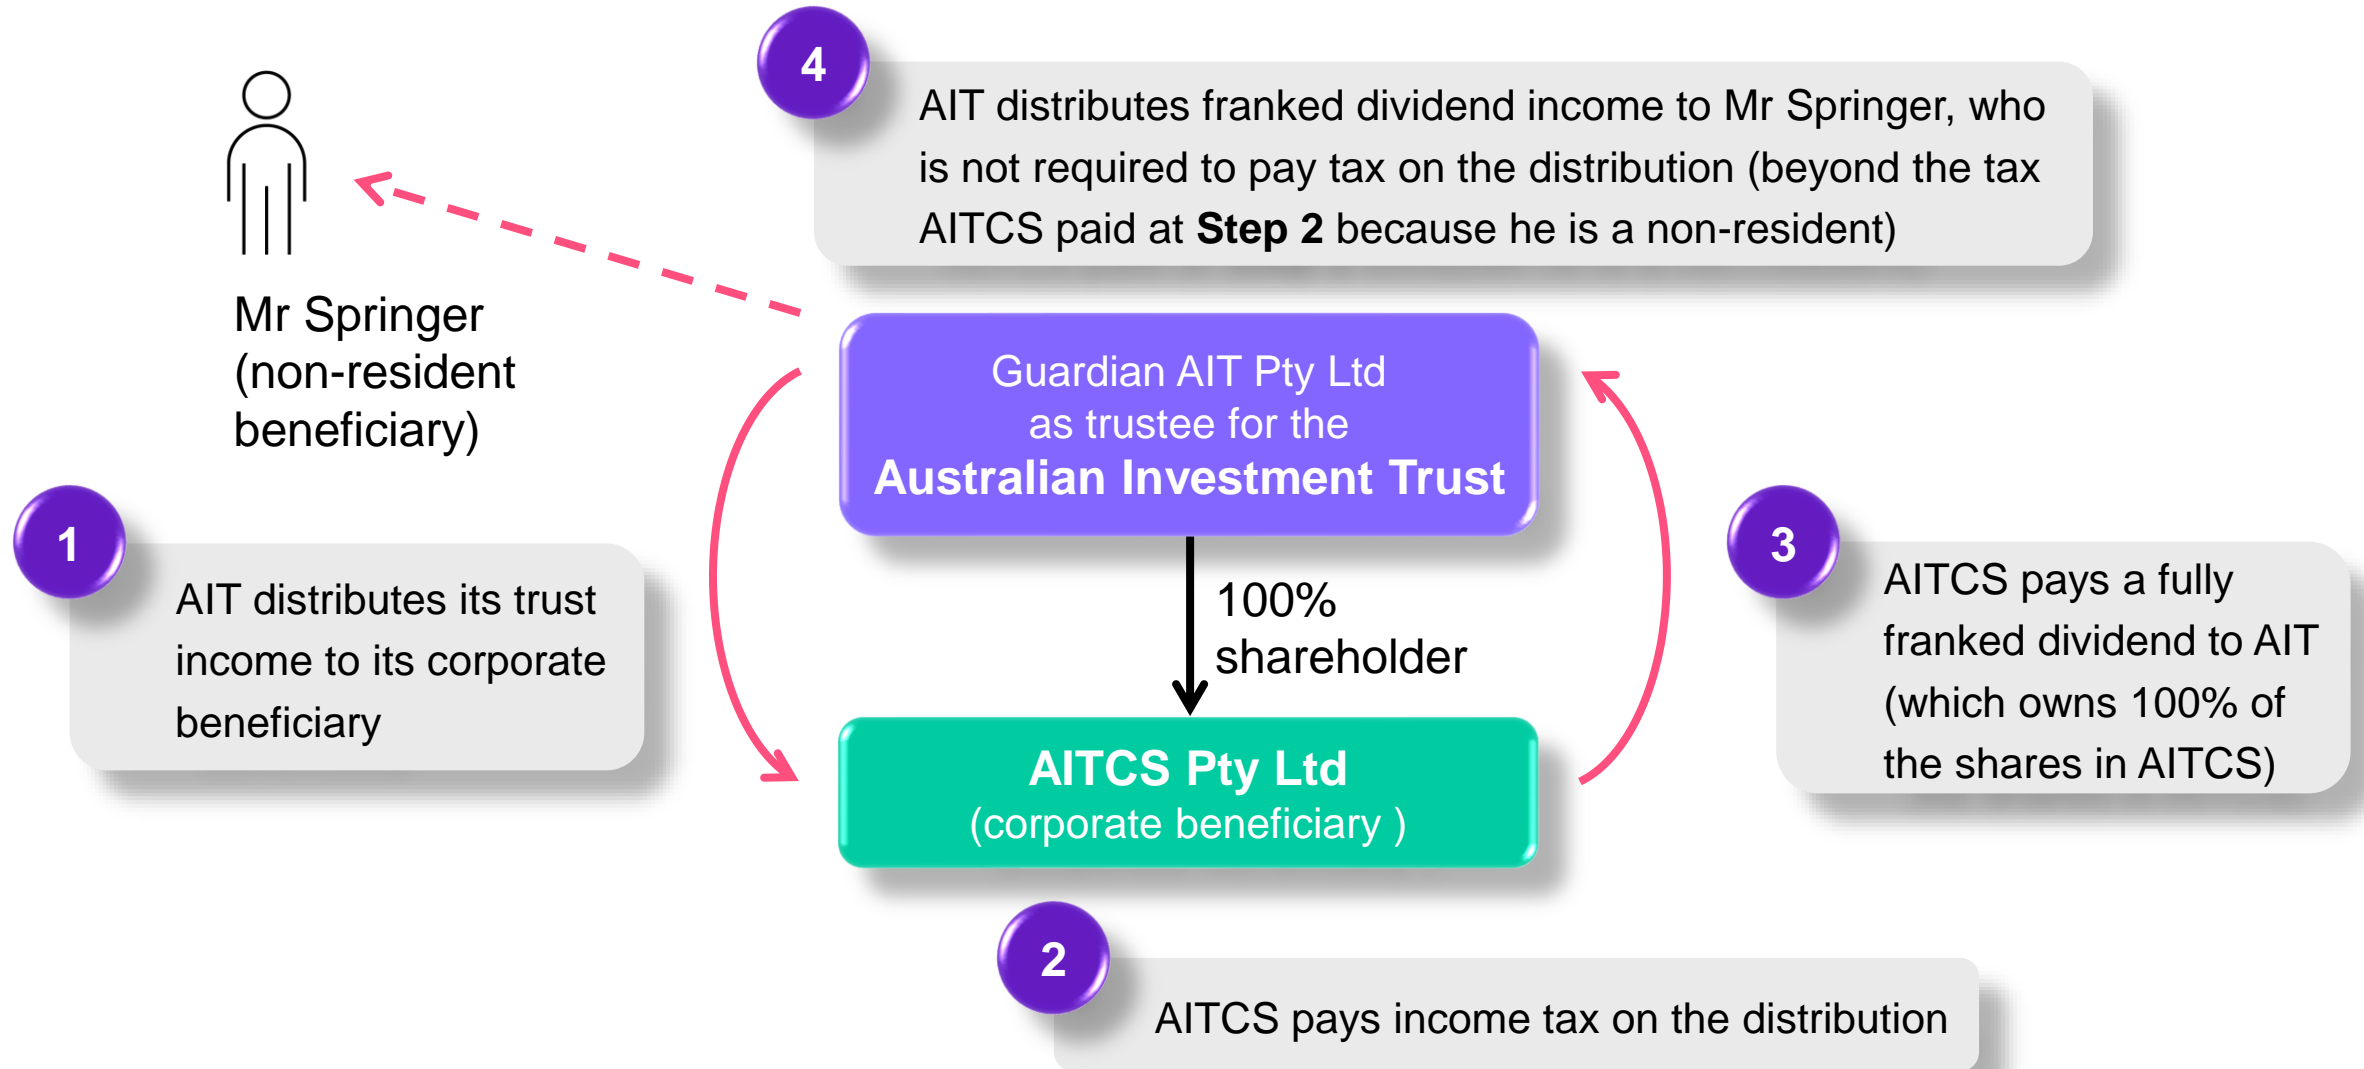 4
AIT distributes franked dividend income to Mr Springer, who
is not required to pay tax on the distribution (beyond the tax
AITCS paid at Step 2 because he is a non-resident)
Mr Springer
(non-resident
beneficiary)
Guardian AIT Pty Ltd
as trustee for the
Australian Investment Trust
1
AIT distributes its trust
income to its corporate
beneficiary
100%
shareholder
3
AITCS pays a fully
franked dividend to AIT
(which owns 100% of
the shares in AITCS)
AITCS Pty Ltd
(corporate beneficiary )
2
AITCS pays income tax on the distribution